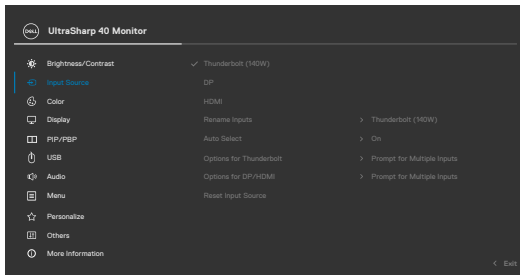 DELL
UltraSharp 40 Monitor
Brightness/Contrast
Thunderbolt (140W)
Input Source
DP
Color
HDMI
Display
Rename Inputs > Thunderbolt (140W)
PIP/PBP
Auto Select > On
USB
Options for Thunderbolt > Prompt for Multiple Inputs
Audio
Options for DP/HDMI > Prompt for Multiple Inputs
Menu
Reset Input Source
Personalize
Others
More Information
< Exit